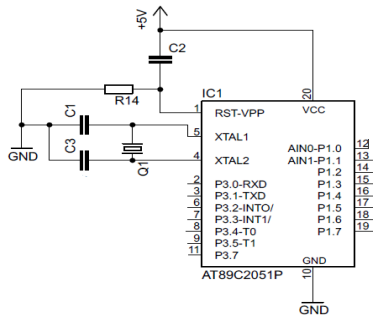 +5V
C2
IC1
R14
20
1
RST-VPP
VCC
C1
5
XTAL1
AIN0-P1.0
12
GND
C3
4
XTAL2
AIN1-P1.1
13
Q1
P1.2
14
2
P3.0-RXD
P1.3
15
3
P3.1-TXD
P1.4
16
6
P3.2-INTO/
P1.5
17
7
P3.3-INT1/
P1.6
18
8
P3.4-T0
P1.7
19
9
P3.5-T1
11
P3.7
GND
AT89C2051P
10
GND